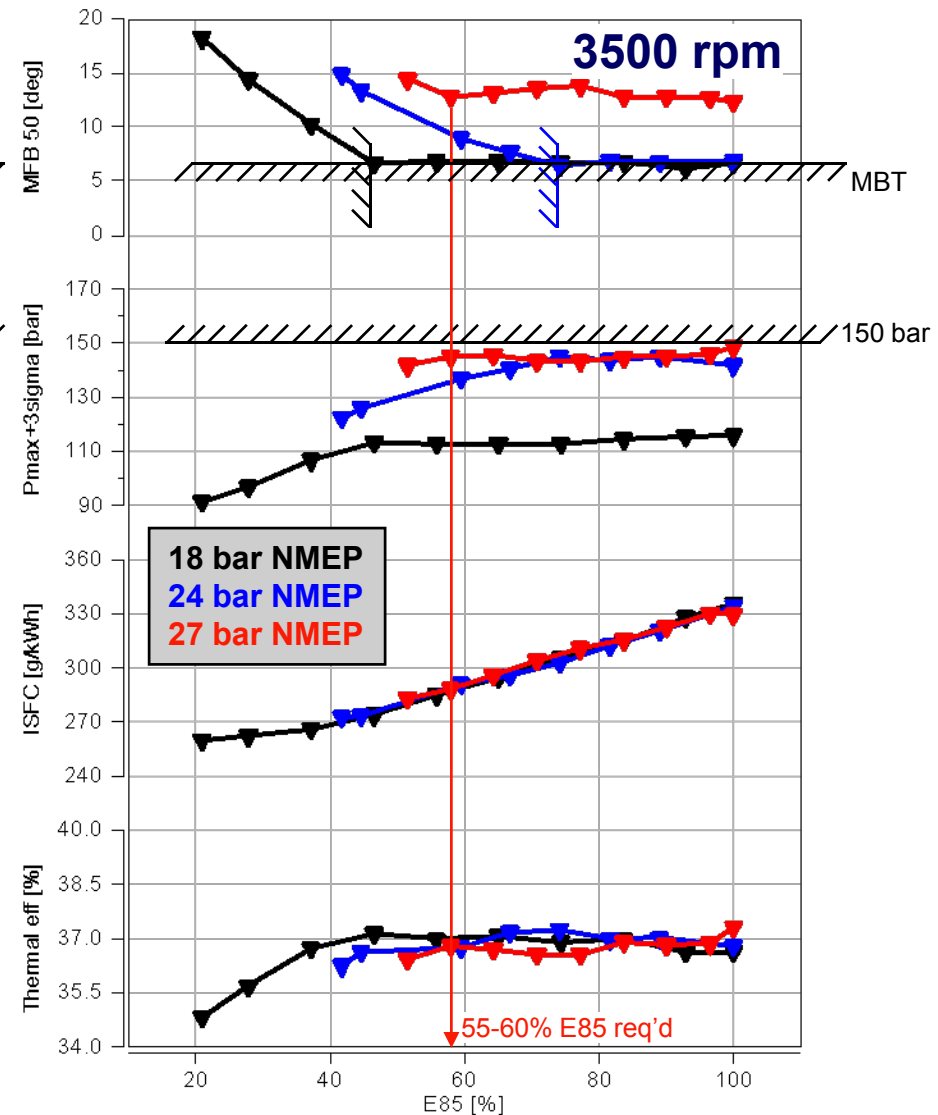 3500 rpm
MFB 50 [deg]
20
15
10
5
0
MBT
Pmax+3sigma [bar]
170
150
130
110
90
150 bar
18 bar NMEP
24 bar NMEP
27 bar NMEP
ISFC [g/kWh]
360
330
300
270
240
Thermal eff [%]
40.0
38.5
37.0
35.5
34.0
55-60% E85 req'd
20 40 60 80 100
E85 [%]